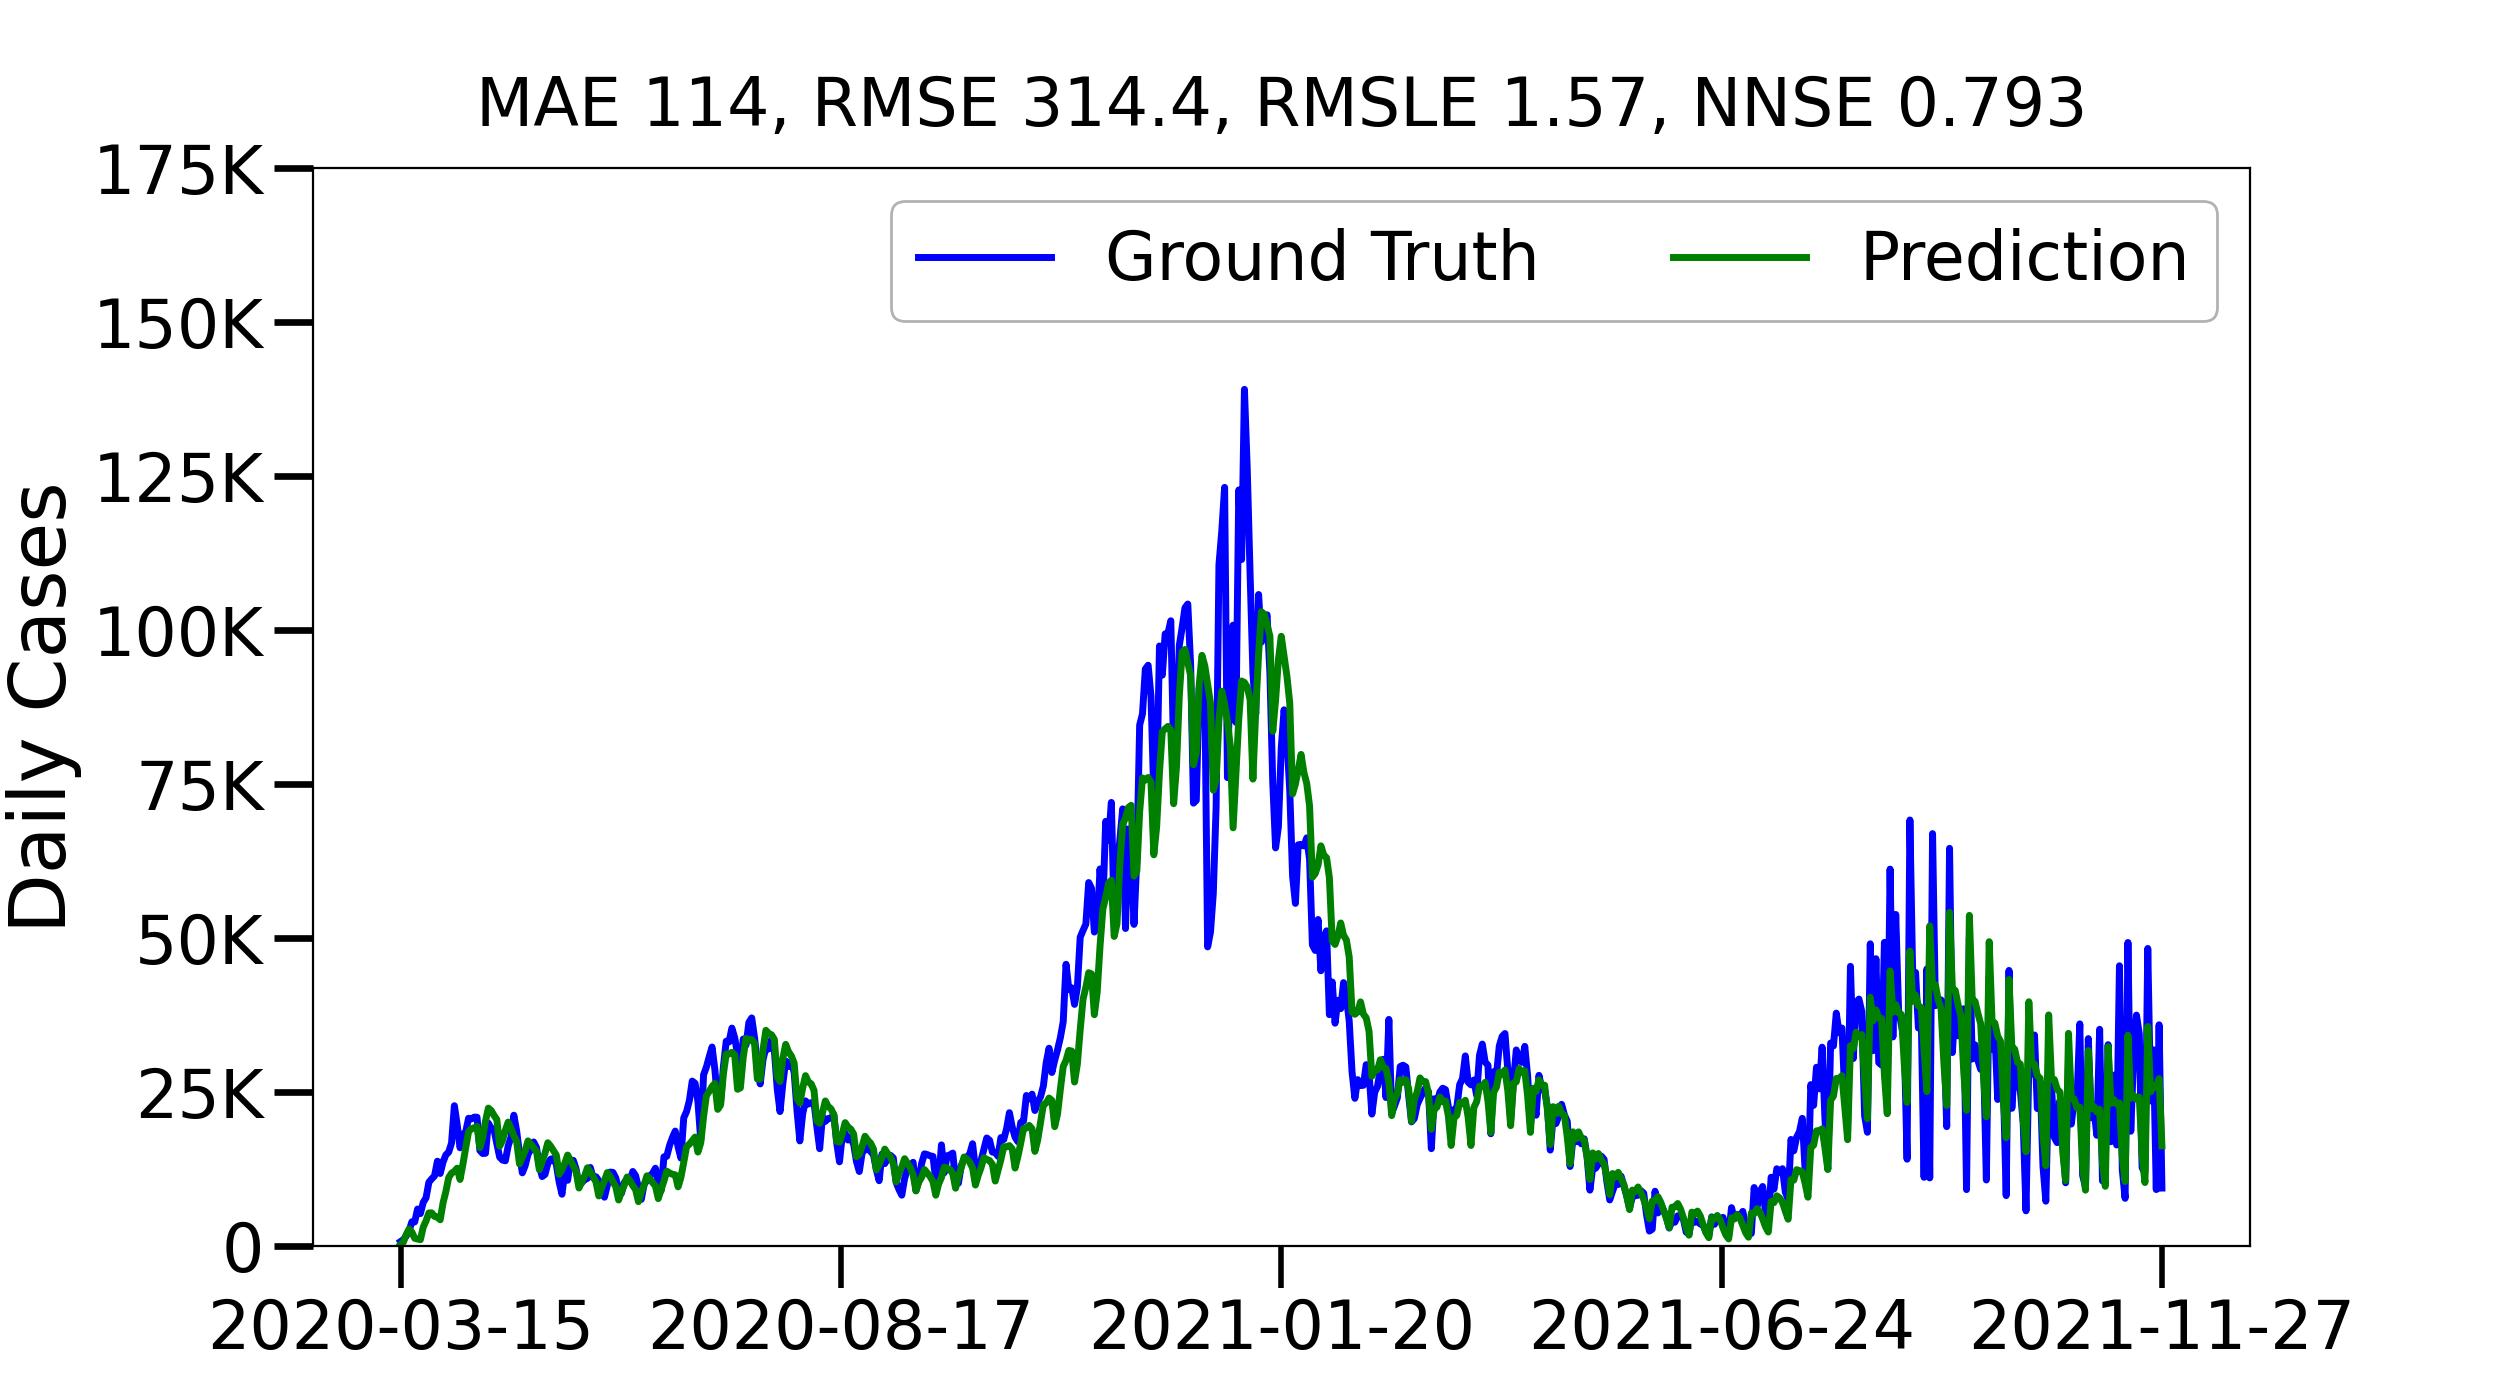 MAE 114, RMSE 314.4, RMSLE 1.57, NNSE 0.793
175K
150K
125K
100K
75K
50K
25K
0
Daily Cases
Ground Truth Prediction
2020-03-15 2020-08-17 2021-01-20 2021-06-24 2021-11-27